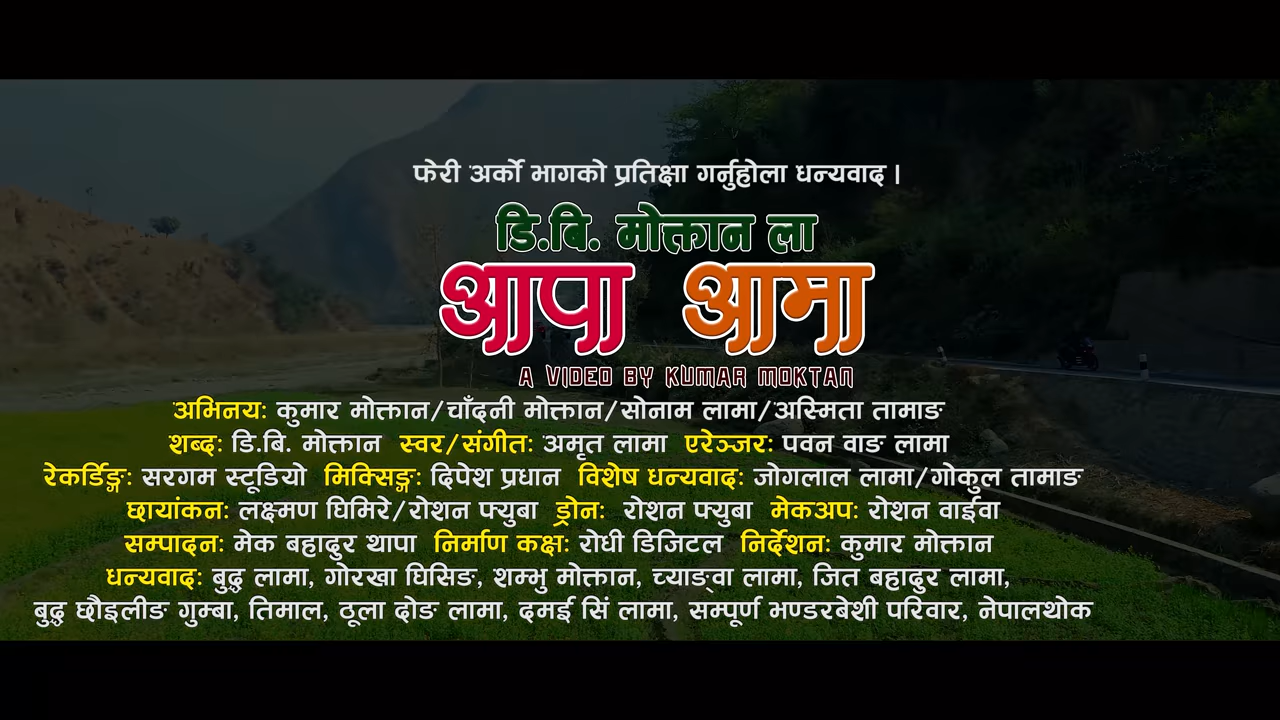 फेरी अर्को भागको प्रतिक्षा गर्नुहोला धन्यवाद ।
डि.बि. मोक्तान ला
आपा आमा
A VIDEO BY KUMAR MOKTAN
अभिनयः कुमार मोक्तान/चाँदनी मोक्तान/सोनाम लामा/अस्मिता तामाङ
शब्दः डि.बि. मोक्तान स्वर/संगीतः अमृत लामा एरेञ्जरः पवन वाङ लामा
रेकर्डिङ्गः सरगम स्टूडियो मिक्सिङ्गः दिपेश प्रधान विशेष धन्यवादः जोगलाल लामा/गोकुल तामाङ
छायांकनः लक्ष्मण घिमिरे/रोशन फ्युबा ड्रोनः रोशन फ्युबा मेकअपः रोशन वाईवा
सम्पादनः मेक बहादुर थापा निर्माण कक्षः रोधी डिजिटल निर्देशनः कुमार मोक्तान
धन्यवादः बुद्ध लामा, गोरखा घिसिङ, शम्भु मोक्तान, च्याङ्वा लामा, जित बहादुर लामा,
बुद्ध छौइलीङ गुम्बा, तिमाल, ठूला दोङ लामा, दमई सिं लामा, सम्पूर्ण भण्डरबेशी परिवार, नेपालथोक